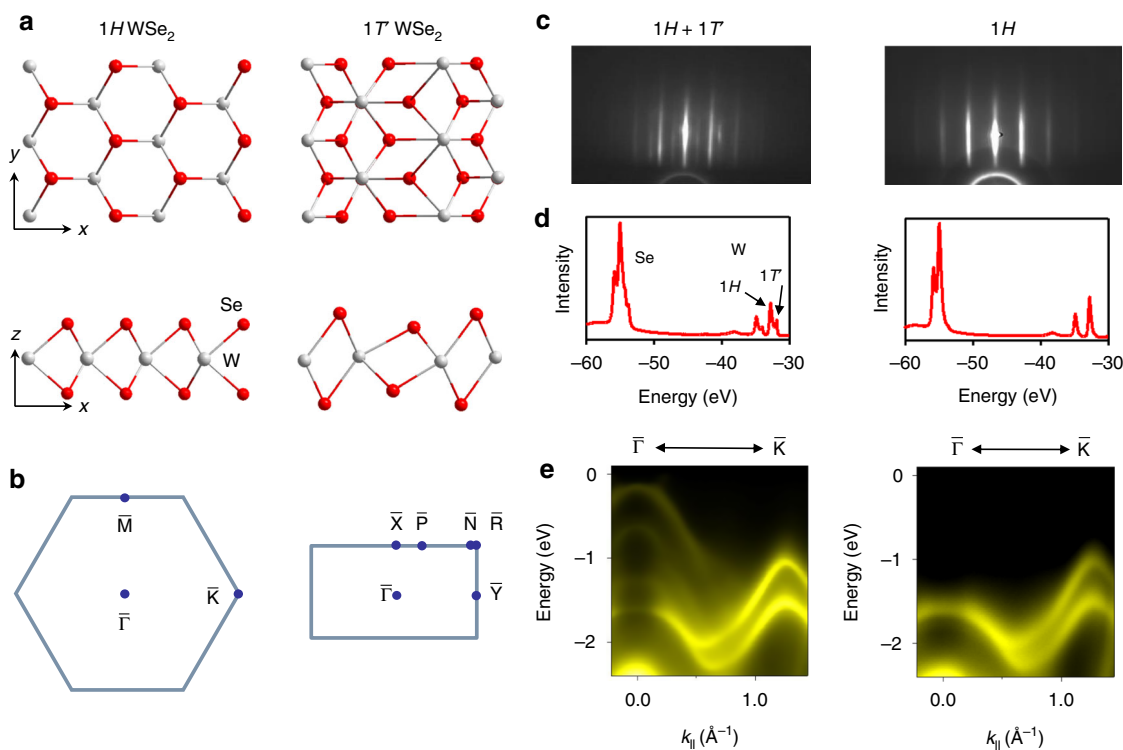 a
1H WSe₂
1T′ WSe₂
y
x
Se
W
z
x
b
M̅
Γ̅
K̅
X̅ P̅ N̅ R̅
Γ̅
Y̅
c
1H + 1T′
1H
d
Intensity
Se
W
1H
1T′
−60 −50 −40 −30
Energy (eV)
Intensity
−60 −50 −40 −30
Energy (eV)
e
Γ̅ K̅
Energy (eV)
0
−1
−2
0.0 1.0
k|| (Å⁻¹)
Γ̅ K̅
Energy (eV)
0
−1
−2
0.0 1.0
k|| (Å⁻¹)